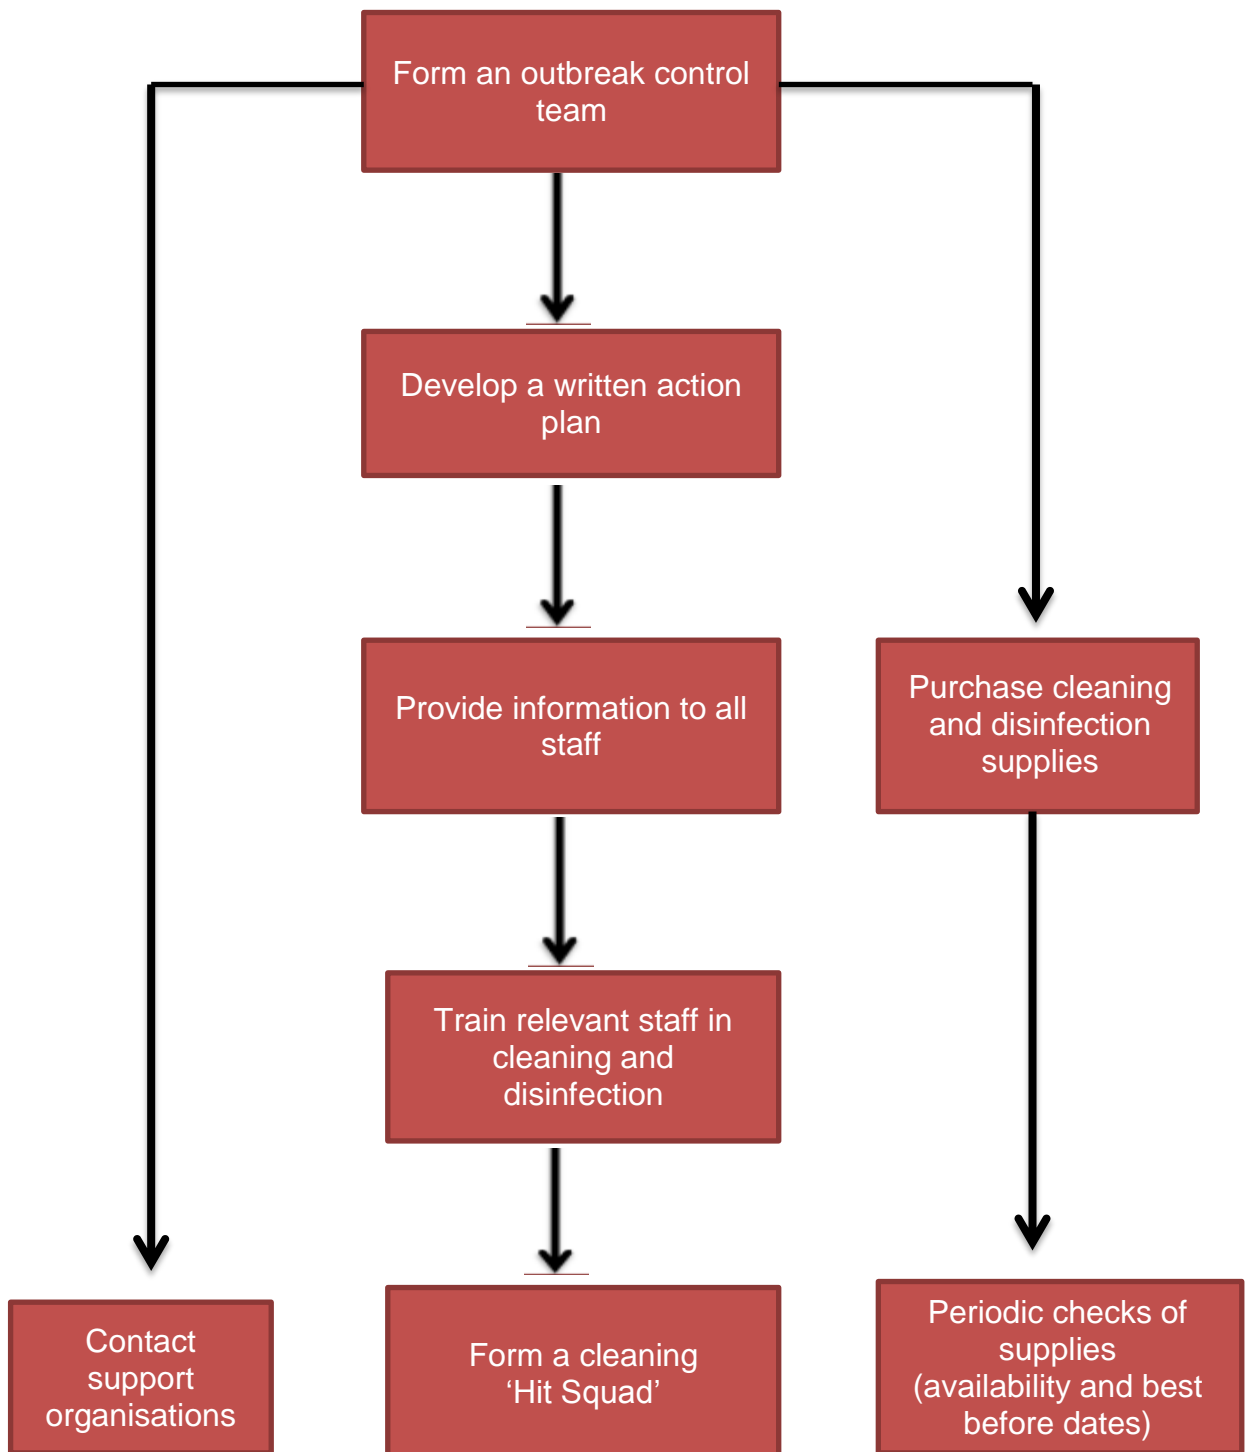 Form an outbreak control
team
Develop a written action
plan
Provide information to all
staff
Purchase cleaning
and disinfection
supplies
Train relevant staff in
cleaning and
disinfection
Contact
support
organisations
Form a cleaning
‘Hit Squad’
Periodic checks of
supplies
(availability and best
before dates)